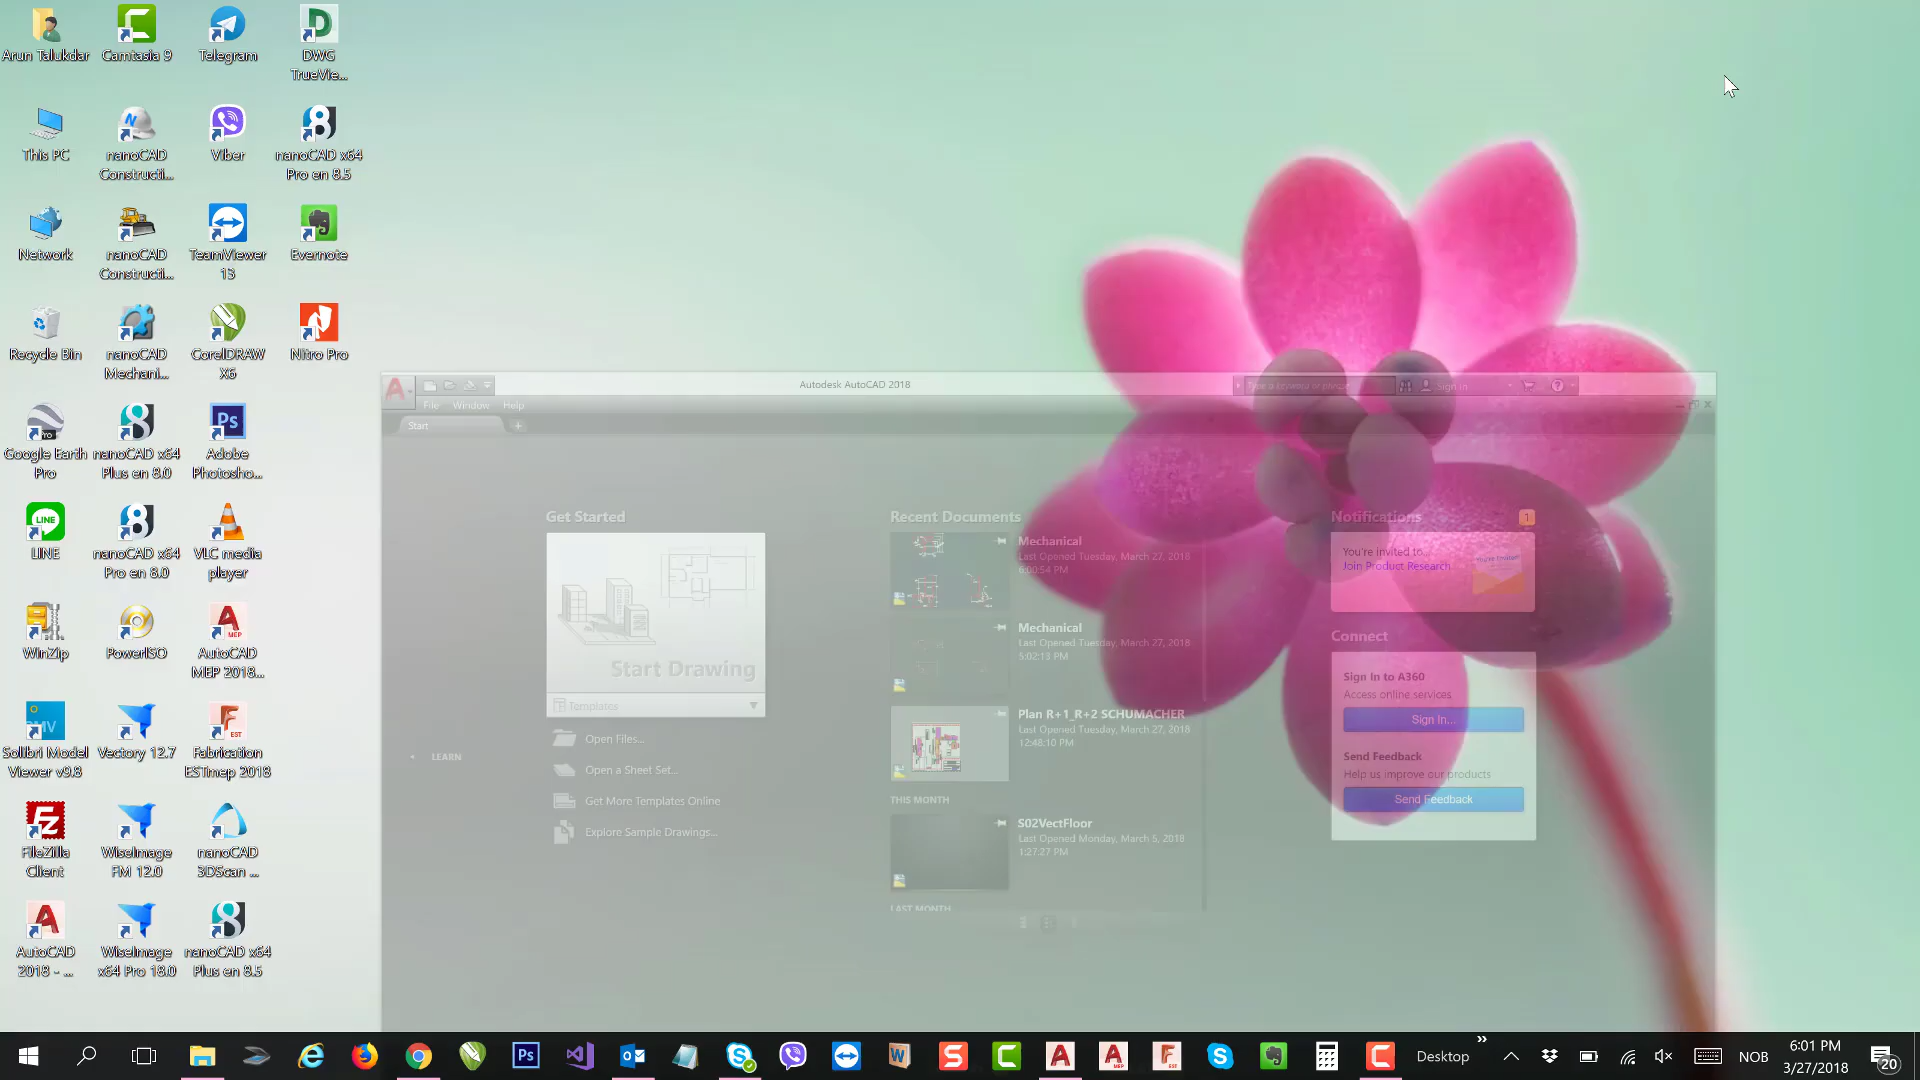 Arun Talukdar
Camtasia 9
Telegram
DWG
TrueVie...
This PC
nanoCAD
Constructi...
Viber
nanoCAD x64
Pro en 8.5
Network
nanoCAD
Constructi...
TeamViewer
13
Evernote
Recycle Bin
nanoCAD
Mechani...
CorelDRAW
X6
Nitro Pro
Google Earth
Pro
nanoCAD x64
Plus en 8.0
Adobe
Photosho...
LINE
nanoCAD x64
Pro en 8.0
VLC media
player
WinZip
PowerISO
AutoCAD
MEP 2018...
Solibri Model
Viewer v9.8
Vectory 12.7
Fabrication
ESTmep 2018
FileZilla
Client
WiseImage
FM 12.0
nanoCAD
3DScan ...
AutoCAD
2018 - ...
WiseImage
x64 Pro 18.0
nanoCAD x64
Plus en 8.5
Autodesk AutoCAD 2018
Type a keyword or phrase
Sign In
File Window Help
Start
LEARN
Get Started
Start Drawing
Templates
Open Files...
Open a Sheet Set...
Get More Templates Online
Explore Sample Drawings...
Recent Documents
Mechanical
Last Opened Tuesday, March 27, 2018
6:00:54 PM
Mechanical
Last Opened Tuesday, March 27, 2018
5:02:13 PM
Plan R+1_R+2 SCHUMACHER
Last Opened Tuesday, March 27, 2018
12:48:10 PM
THIS MONTH
S02VectFloor
Last Opened Monday, March 5, 2018
1:27:27 PM
LAST MONTH
Notifications
1
You're invited to...
Join Product Research
Connect
Sign In to A360
Access online services
Sign In...
Send Feedback
Help us improve our products
Send Feedback
Desktop
NOB
6:01 PM
3/27/2018
20